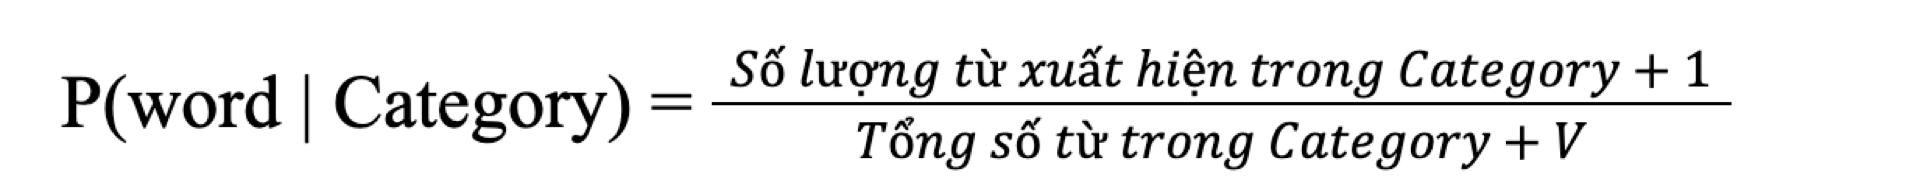 P(word | Category) = Số lượng từ xuất hiện trong Category + 1
Tổng số từ trong Category + V